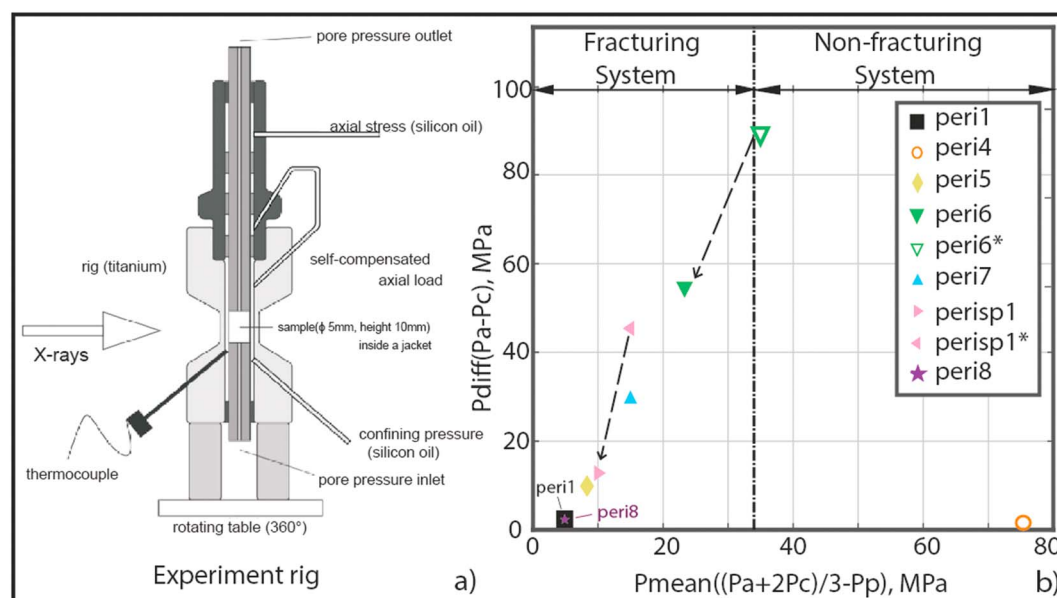 pore pressure outlet
axial stress (silicon oil)
rig (titanium)
self-compensated
axial load
X-rays
sample(ϕ 5mm, height 10mm)
inside a jacket
confining pressure
(silicon oil)
thermocouple
pore pressure inlet
rotating table (360°)
Experiment rig
a)
Fracturing
System
Non-fracturing
System
Pdiff(Pa-Pc), MPa
100
80
60
40
20
0
peri1
peri8
peri1
peri4
peri5
peri6
peri6*
peri7
perisp1
perisp1*
peri8
0
20
40
60
80
Pmean((Pa+2Pc)/3-Pp), MPa
b)